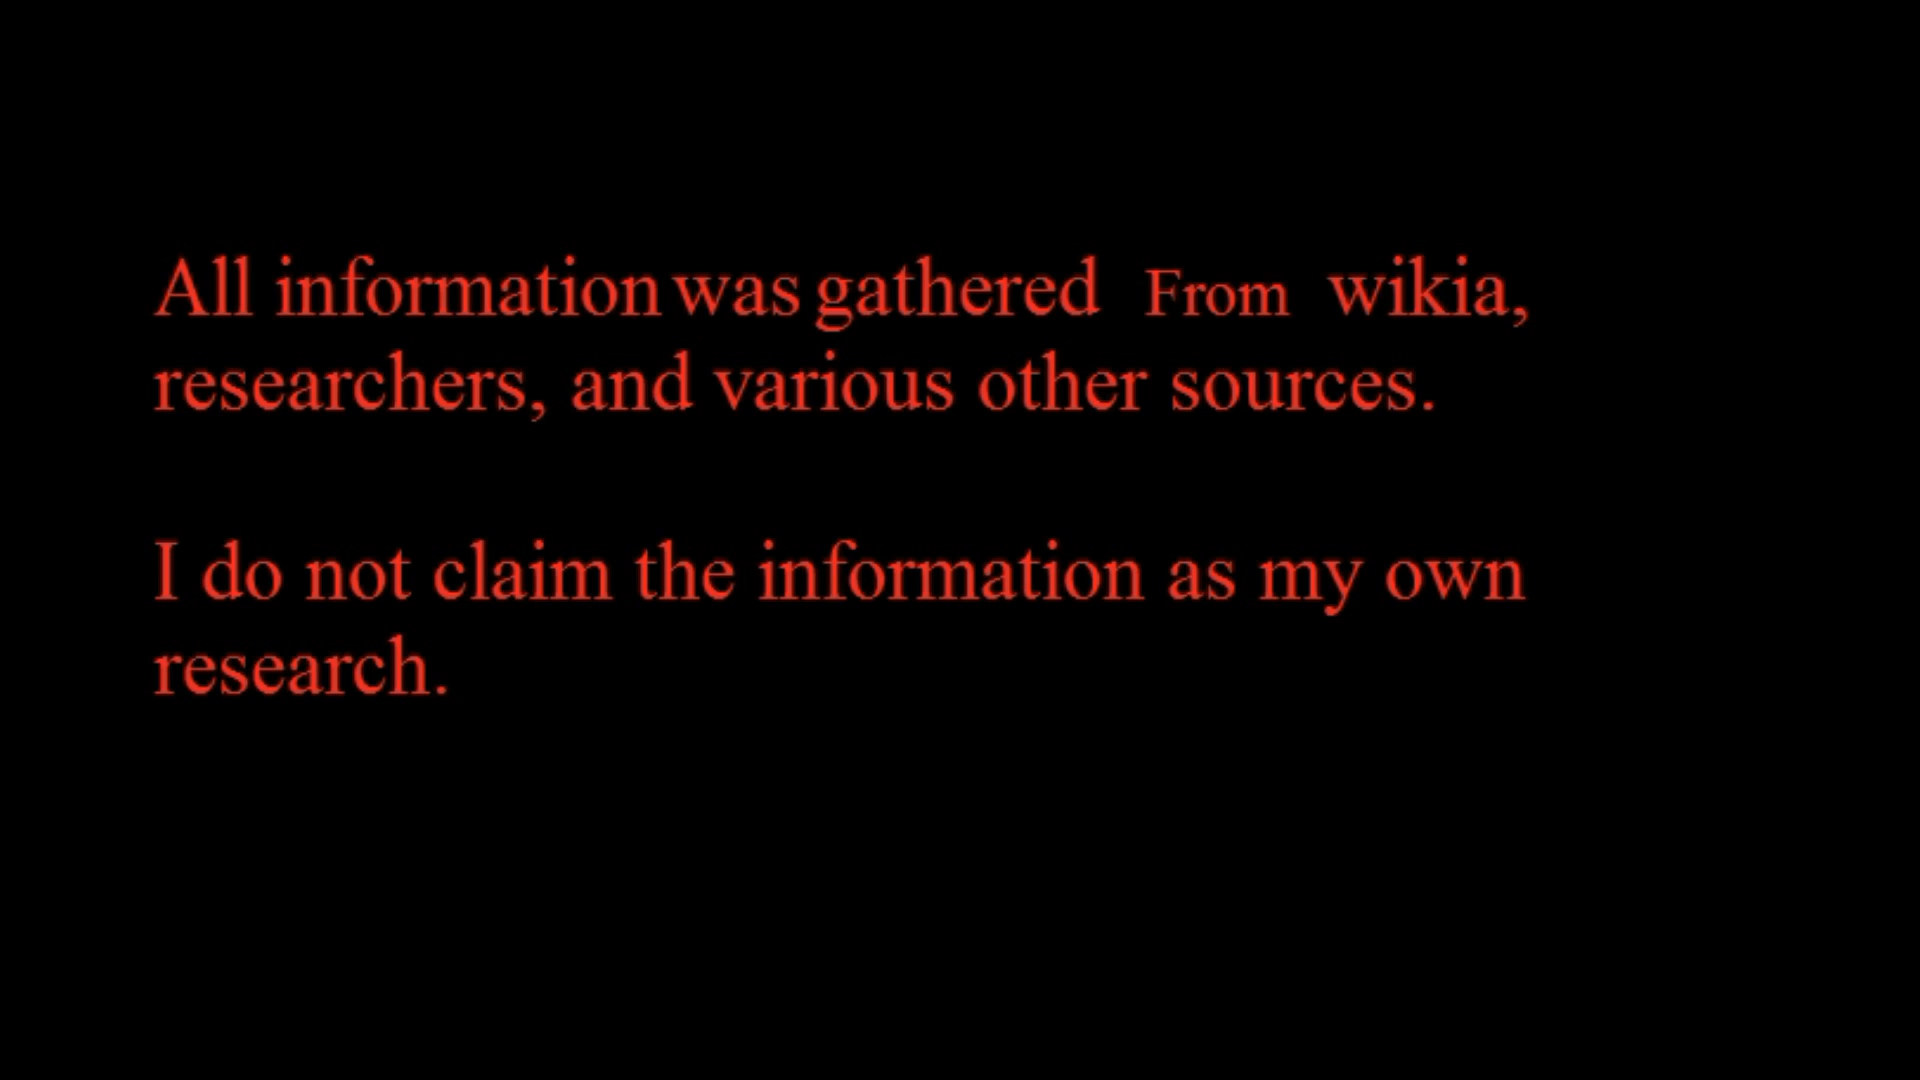 All information was gathered From wikia,
researchers, and various other sources.
I do not claim the information as my own
research.